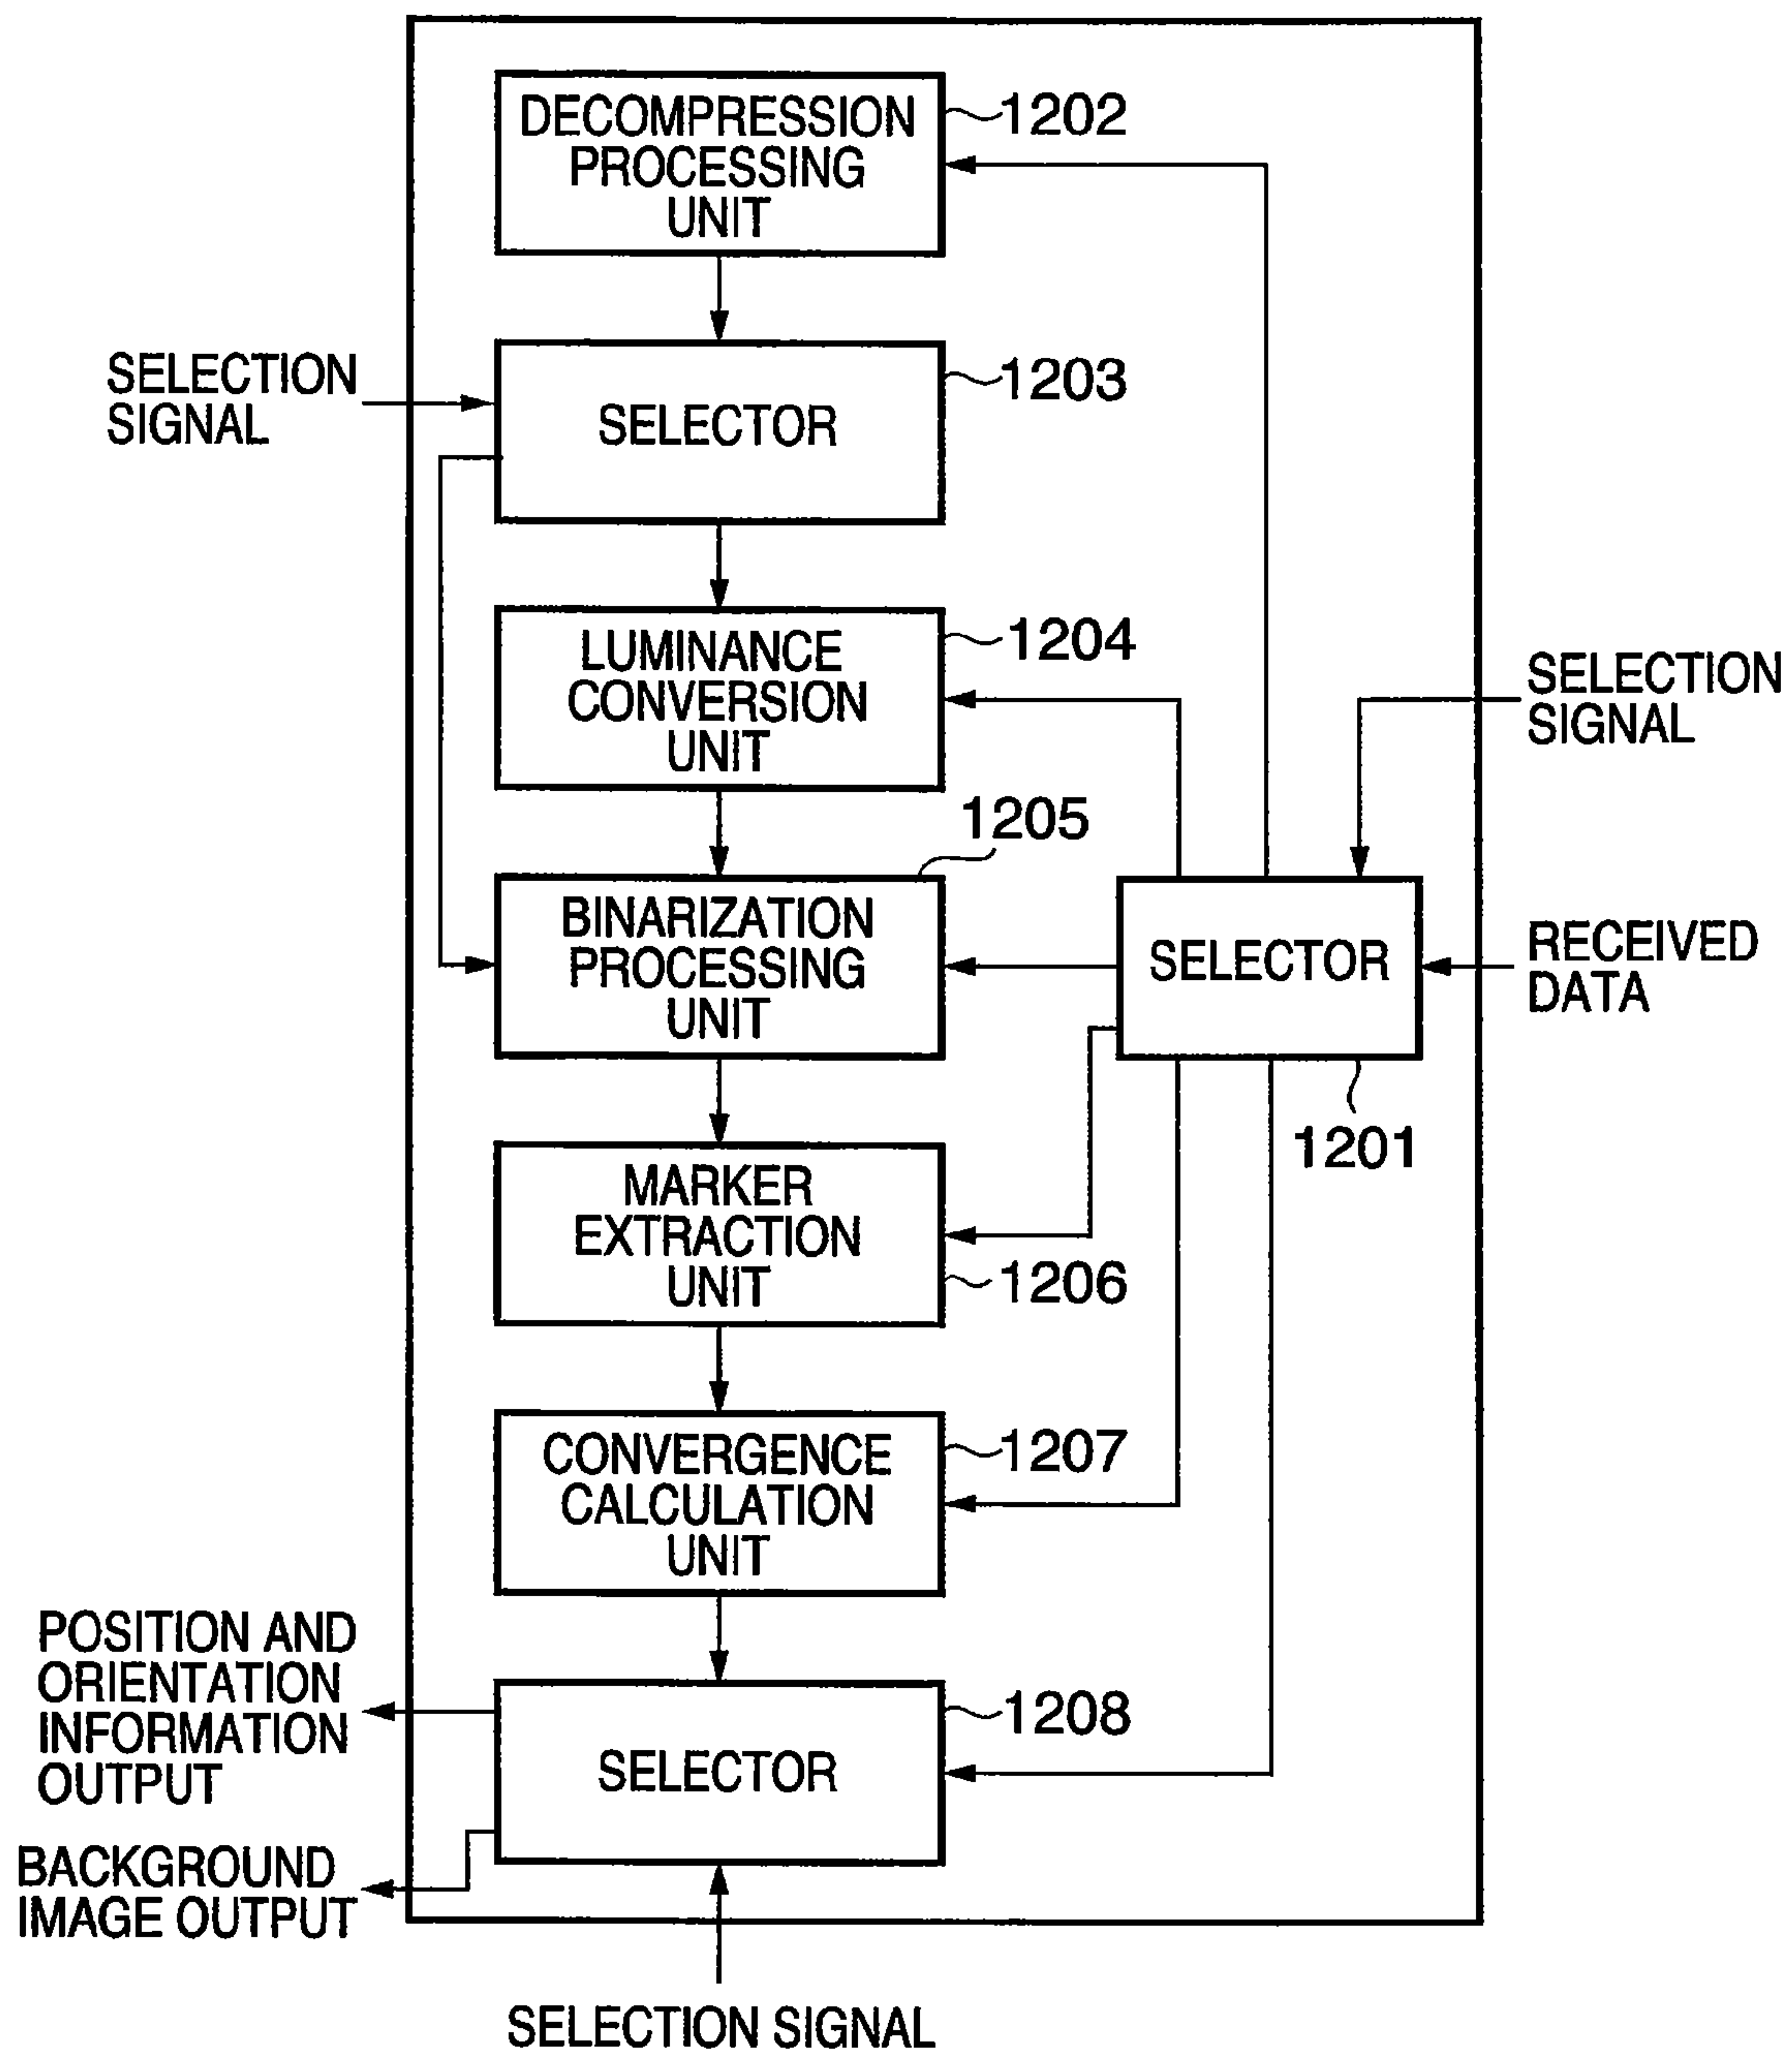 DECOMPRESSION
PROCESSING
UNIT
1202
SELECTION
SIGNAL
SELECTOR
1203
LUMINANCE
CONVERSION
UNIT
1204
SELECTION
SIGNAL
BINARIZATION
PROCESSING
UNIT
1205
SELECTOR
1201
RECEIVED
DATA
MARKER
EXTRACTION
UNIT
1206
CONVERGENCE
CALCULATION
UNIT
1207
POSITION AND
ORIENTATION
INFORMATION
OUTPUT
SELECTOR
1208
BACKGROUND
IMAGE OUTPUT
SELECTION SIGNAL